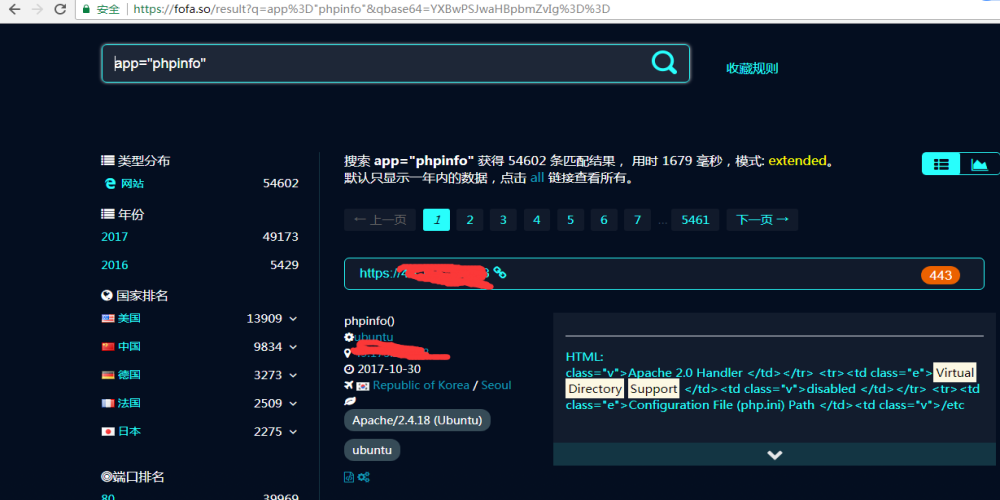 安全 https://fofa.so/result?q=app%3D"phpinfo"&qbase64=YXBwPSJwaHBpbmZvIg%3D%3D
app="phpinfo"
收藏规则
类型分布
网站 54602
年份
2017 49173
2016 5429
国家排名
美国 13909
中国 9834
德国 3273
法国 2509
日本 2275
端口排名
80 39969
搜索 app="phpinfo" 获得 54602 条匹配结果，用时 1679 毫秒，模式: extended。
默认只显示一年内的数据，点击 all 链接查看所有。
← 上一页 1 2 3 4 5 6 7 ... 5461 下一页 →
https:// 443
phpinfo()
ubuntu
2017-10-30
Republic of Korea / Seoul
Apache/2.4.18 (Ubuntu)
ubuntu
HTML:
class="v">Apache 2.0 Handler </td></tr> <tr><td class="e">Virtual
Directory Support </td><td class="v">disabled </td></tr> <tr><td
class="e">Configuration File (php.ini) Path </td><td class="v">/etc